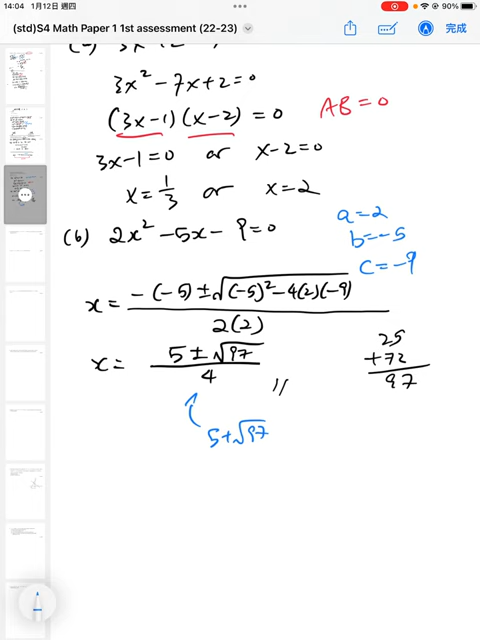 14:04 1月12日 週四 90%
(std)S4 Math Paper 1 1st assessment (22-23) 完成
3x² - 7x + 2 = 0
(3x - 1)(x - 2) = 0 AB = 0
3x - 1 = 0 or x - 2 = 0
x = 1/3 or x = 2
(b) 2x² - 5x - 9 = 0
a = 2
b = -5
c = -9
x = (-(-5) ± √((-5)² - 4(2)(-9))) / 2(2)
x = (5 ± √97) / 4 //
25
+72
97
5 + √97